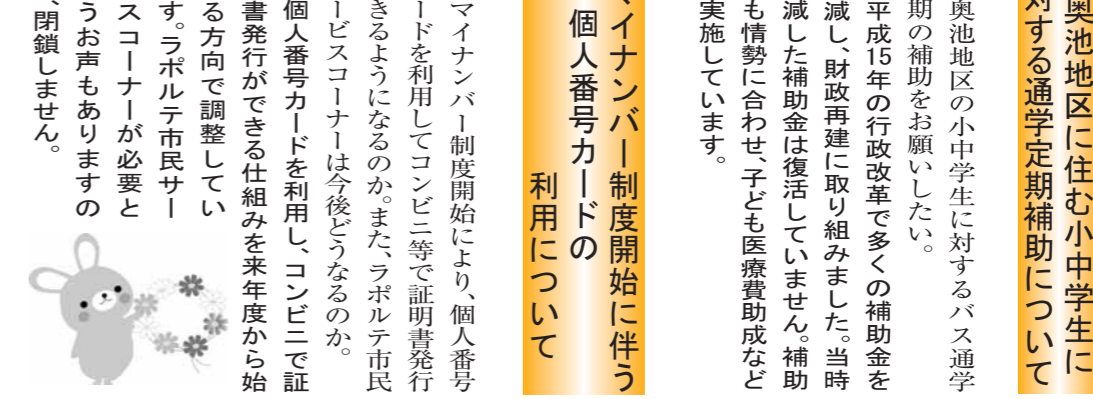 奥池地区に住む小中学生に
対する通学定期補助について
奥池地区の小中学生に対するバス通学
期の補助をお願いしたい。
平成15年の行政改革で多くの補助金を
減し、財政再建に取り組みました。当時
減した補助金は復活していません。補助
も情勢に合わせ、子ども医療費助成など
実施しています。
マイナンバー制度開始に伴う
個人番号カードの
利用について
マイナンバー制度開始により、個人番号
ードを利用してコンビニ等で証明書発行
きるようになるのか。また、ラポルテ市民
ービスコーナーは今後どうなるのか。
個人番号カードを利用し、コンビニで証
書発行ができる仕組みを来年度から始
る方向で調整してい
す。ラポルテ市民サー
スコーナーが必要と
うお声もありますの
、閉鎖しません。